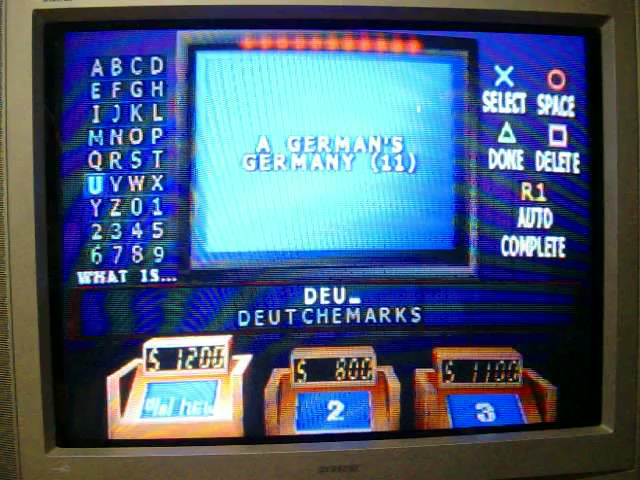 A B C D
E F G H
I J K L
M N O P
Q R S T
U V W X
Y Z 0 1
2 3 4 5
6 7 8 9
WHAT IS...
A GERMAN'S
GERMANY (11)
SELECT SPACE
DONE DELETE
R1
AUTO
COMPLETE
DEU_
DEUTCHEMARKS
$ 1200
$ 800
$ 1100
2
3